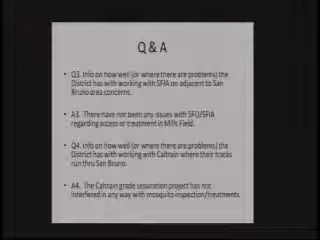 Q & A
• Q3. Info on how well (or where there are problems) the
District has with working with SFIA on adjacent to San
Bruno area concerns.
• A3. There have not been any issues with SFO/SFIA
regarding access or treatment in Mills Field.
• Q4. Info on how well (or where there are problems) the
District has with working with Caltrain where their tracks
run thru San Bruno.
• A4. The Caltrain grade separation project has not
interfered in any way with mosquito inspection/treatments.